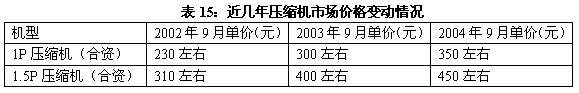 表 15：近几年压缩机市场价格变动情况
机型 2002 年 9 月单价(元) 2003 年 9 月单价(元) 2004 年 9 月单价(元)
1P 压缩机（合资） 230 左右 300 左右 350 左右
1.5P 压缩机（合资） 310 左右 400 左右 450 左右